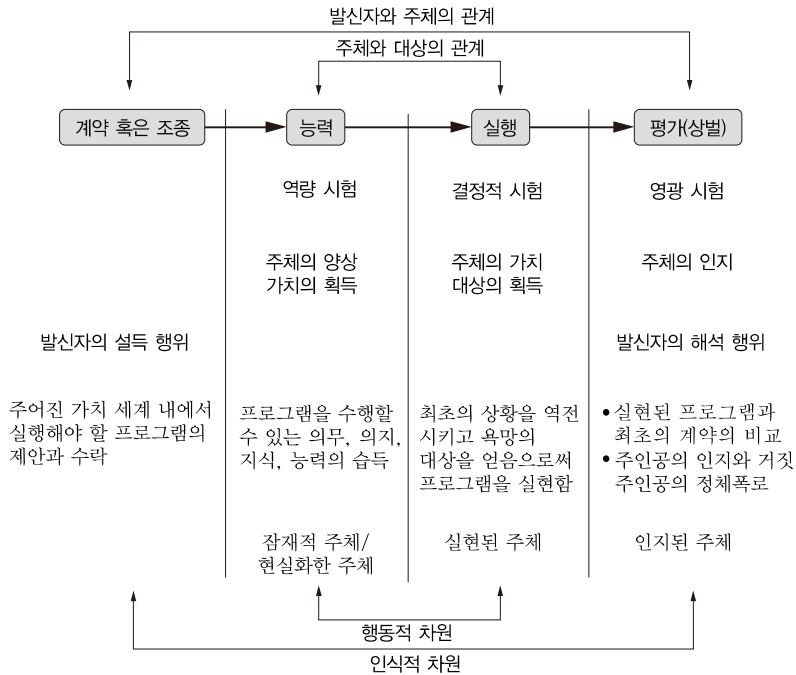 발신자와 주체의 관계
주체와 대상의 관계
계약 혹은 조종
능력
실행
평가(상벌)
역량 시험
결정적 시험
영광 시험
주체의 양상
가치의 획득
주체의 가치
대상의 획득
주체의 인지
발신자의 설득 행위
발신자의 해석 행위
주어진 가치 세계 내에서
실행해야 할 프로그램의
제안과 수락
프로그램을 수행할
수 있는 의무, 의지,
지식, 능력의 습득
최초의 상황을 역전
시키고 욕망의
대상을 얻음으로써
프로그램을 실현함
•실현된 프로그램과
최초의 계약의 비교
•주인공의 인지와 거짓
주인공의 정체폭로
잠재적 주체/
현실화한 주체
실현된 주체
인지된 주체
행동적 차원
인식적 차원